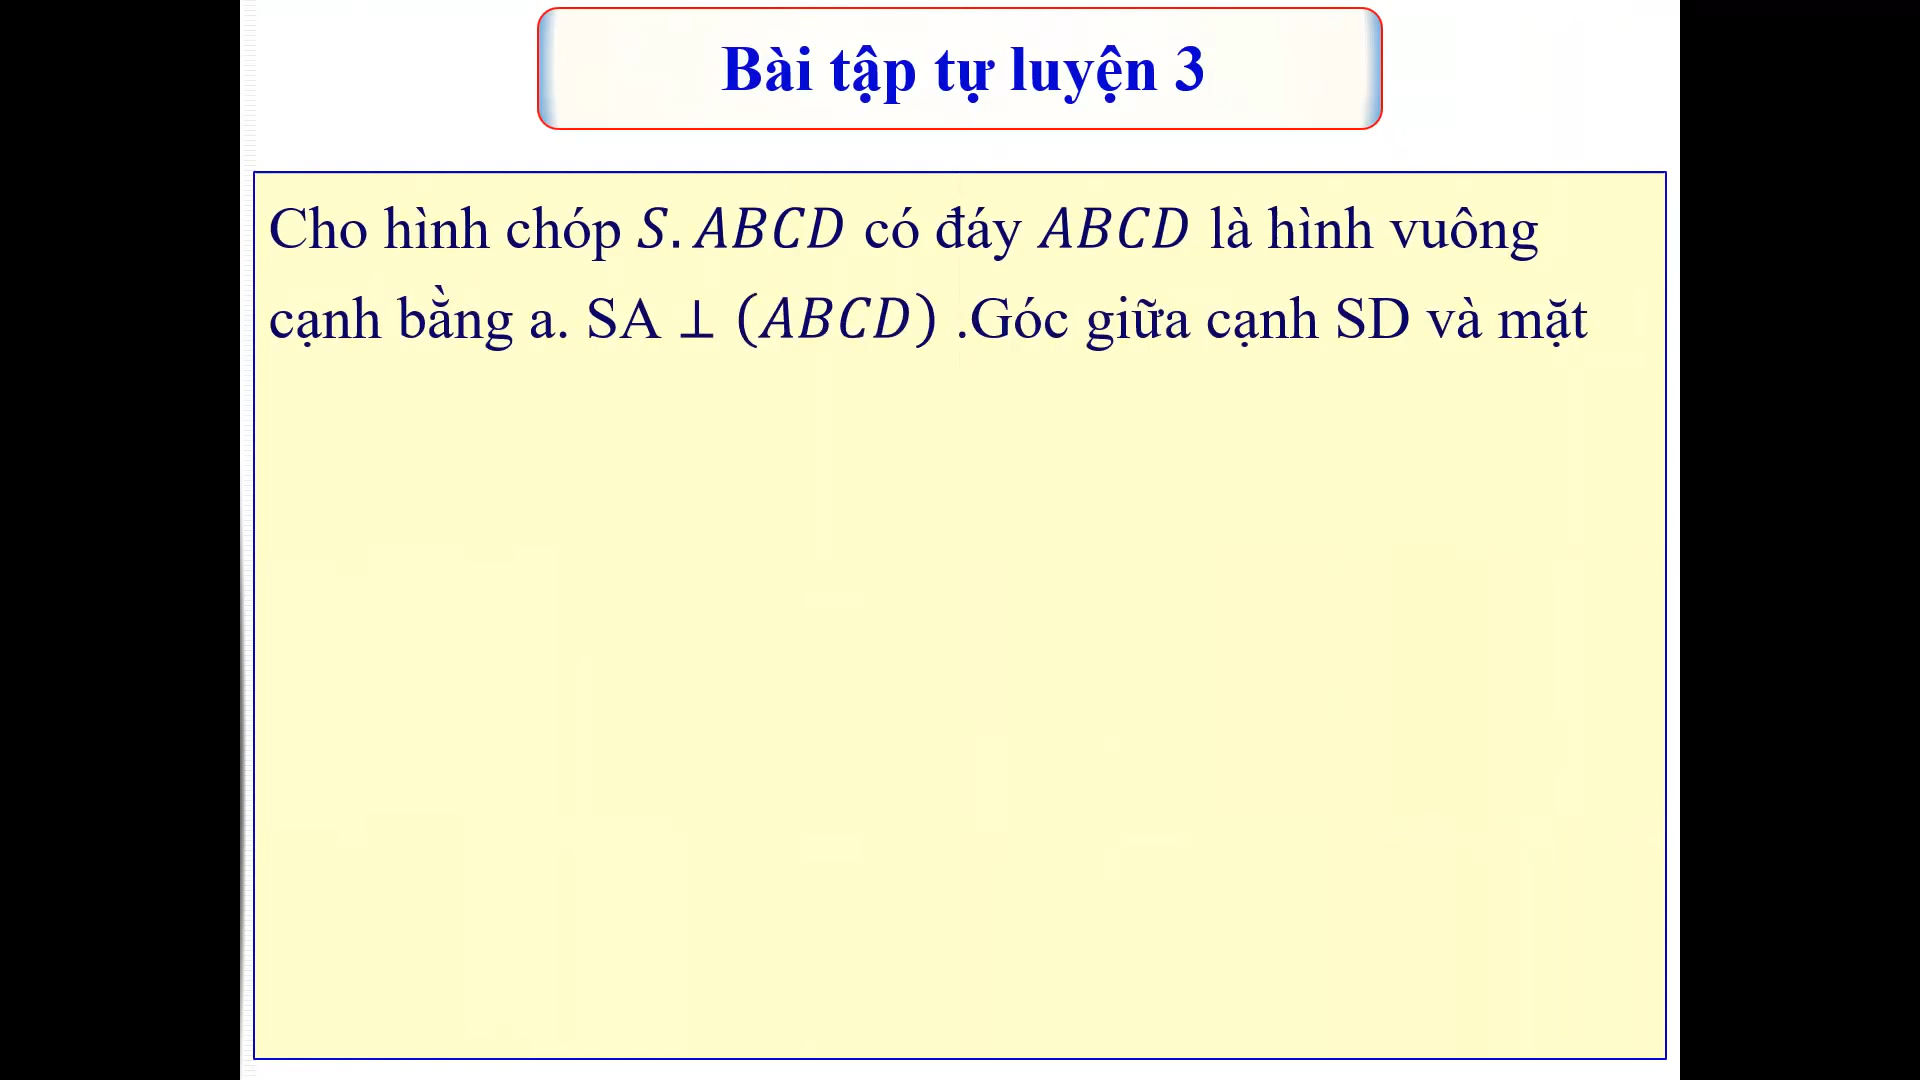 Bài tập tự luyện 3
Cho hình chóp 𝑆.𝐴𝐵𝐶𝐷 có đáy 𝐴𝐵𝐶𝐷 là hình vuông
cạnh bằng a. SA ⊥ (𝐴𝐵𝐶𝐷) .Góc giữa cạnh SD và mặt